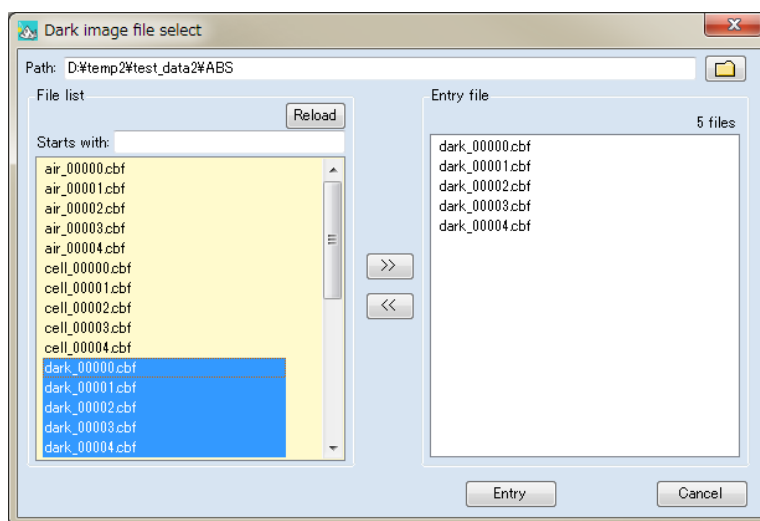 Dark image file select
Path: D:¥temp2¥test_data2¥ABS
File list
Reload
Starts with:
air_00000.cbf
air_00001.cbf
air_00002.cbf
air_00003.cbf
air_00004.cbf
cell_00000.cbf
cell_00001.cbf
cell_00002.cbf
cell_00003.cbf
cell_00004.cbf
dark_00000.cbf
dark_00001.cbf
dark_00002.cbf
dark_00003.cbf
dark_00004.cbf
>>
<<
Entry file
5 files
dark_00000.cbf
dark_00001.cbf
dark_00002.cbf
dark_00003.cbf
dark_00004.cbf
Entry
Cancel